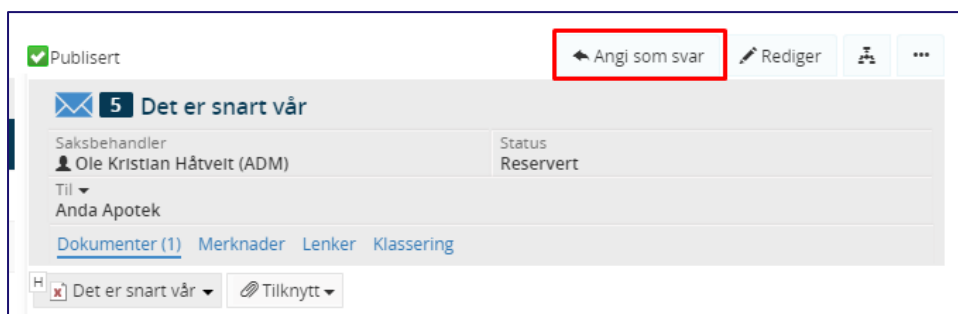 Publisert
Angi som svar Rediger ...
5 Det er snart vår
Saksbehandler Status
Ole Kristian Håtveit (ADM) Reservert
Til
Anda Apotek
Dokumenter (1) Merknader Lenker Klassering
H x Det er snart vår Tilknytt